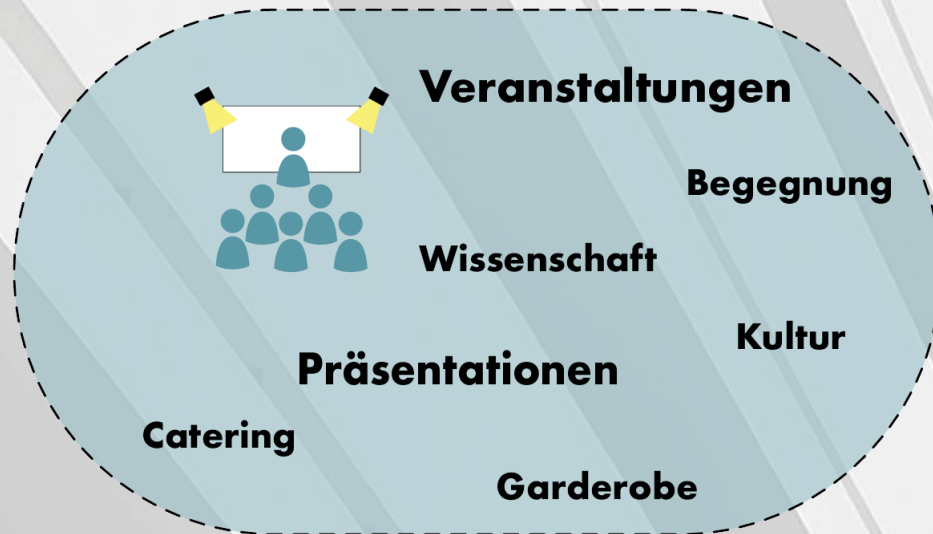 Veranstaltungen
Begegnung
Wissenschaft
Kultur
Präsentationen
Catering
Garderobe